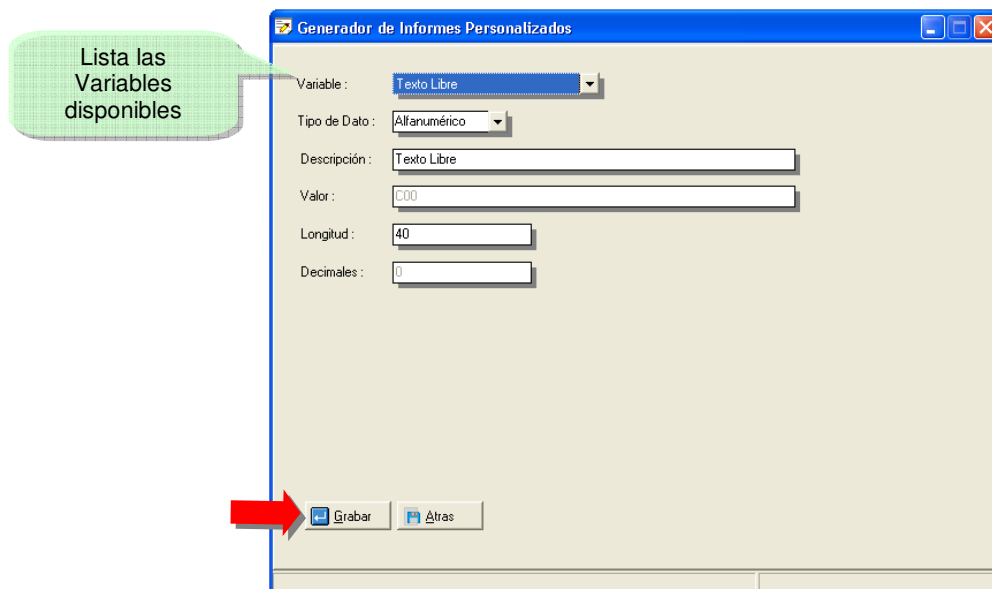 Generador de Informes Personalizados
Lista las
Variables
disponibles
Variable : Texto Libre
Tipo de Dato : Alfanumérico
Descripción : Texto Libre
Valor : C00
Longitud : 40
Decimales : 0
Grabar Atras